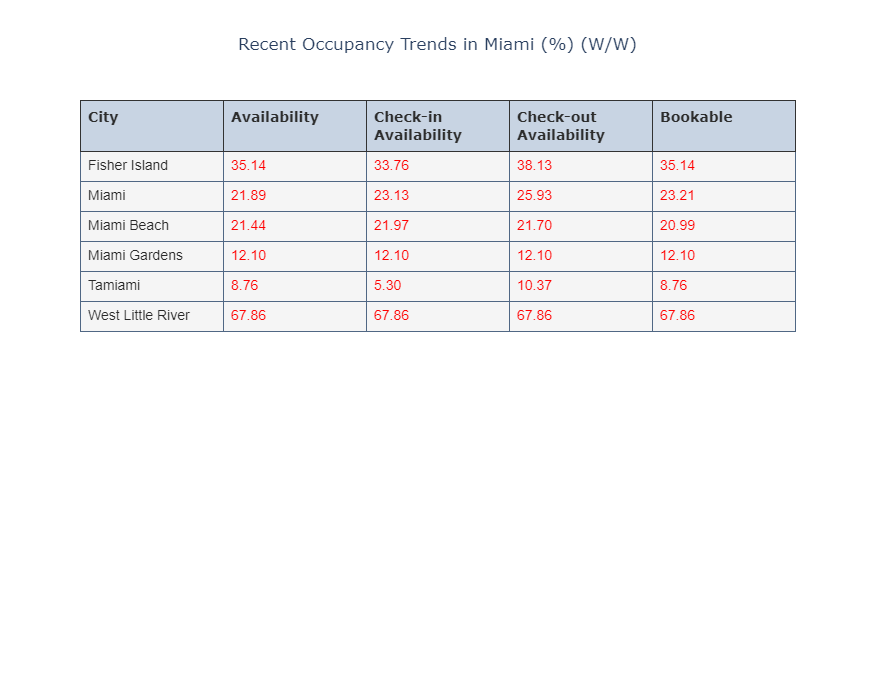 Recent Occupancy Trends in Miami (%) (W/W)
City Availability Check-in Availability Check-out Availability Bookable
Fisher Island 35.14 33.76 38.13 35.14
Miami 21.89 23.13 25.93 23.21
Miami Beach 21.44 21.97 21.70 20.99
Miami Gardens 12.10 12.10 12.10 12.10
Tamiami 8.76 5.30 10.37 8.76
West Little River 67.86 67.86 67.86 67.86